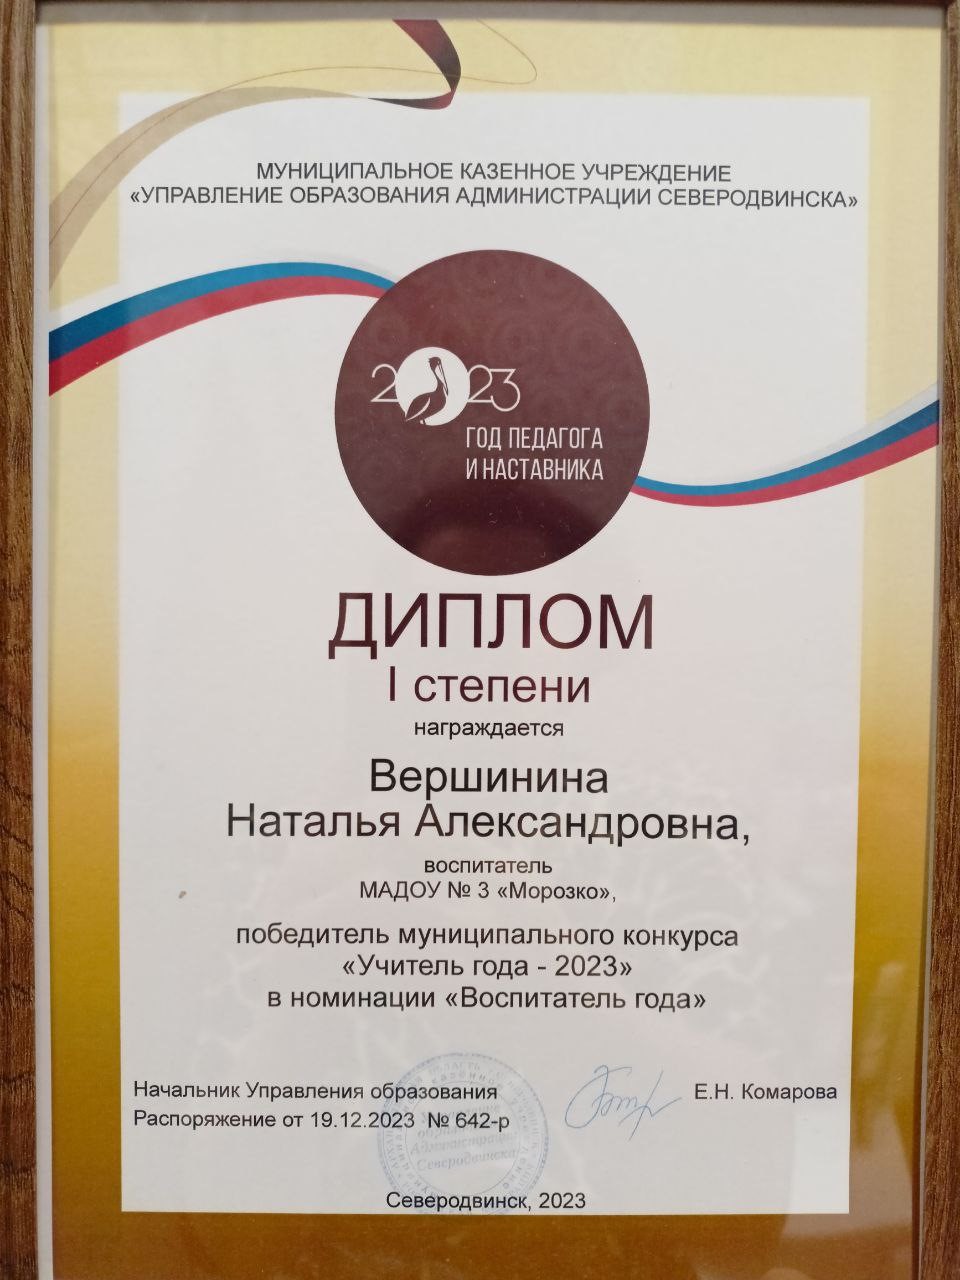 МУНИЦИПАЛЬНОЕ КАЗЕННОЕ УЧРЕЖДЕНИЕ
«УПРАВЛЕНИЕ ОБРАЗОВАНИЯ АДМИНИСТРАЦИИ СЕВЕРОДВИНСКА»
2023
ГОД ПЕДАГОГА
И НАСТАВНИКА
ДИПЛОМ
I степени
награждается
Вершинина
Наталья Александровна,
воспитатель
МАДОУ № 3 «Морозко»,
победитель муниципального конкурса
«Учитель года - 2023»
в номинации «Воспитатель года»
Начальник Управления образования
Е.Н. Комарова
Распоряжение от 19.12.2023 № 642-р
Управление
образования
Администрации
Северодвинска
Северодвинск, 2023